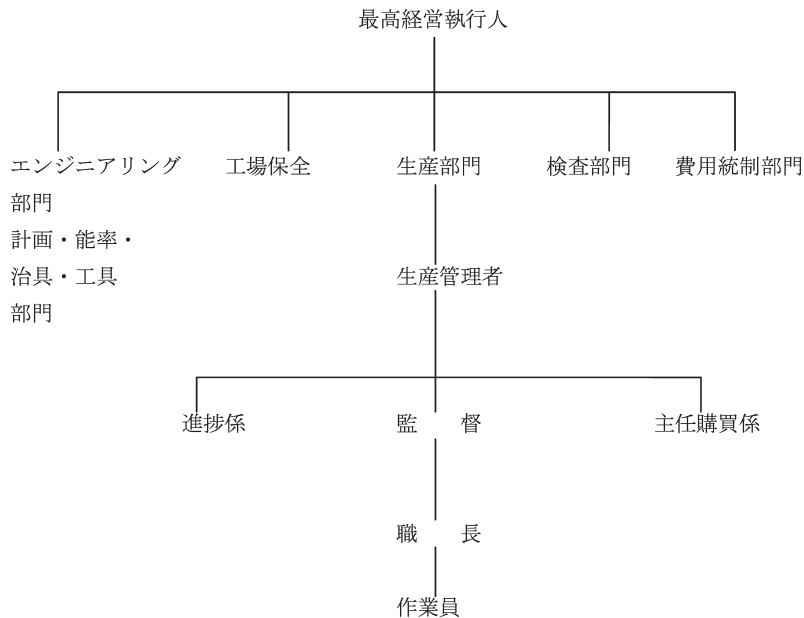 最高経営執行人
エンジニアリング
部門
計画・能率・
治具・工具
部門
工場保全
生産部門
検査部門
費用統制部門
生産管理者
進捗係
監　　督
主任購買係
職　　長
作業員